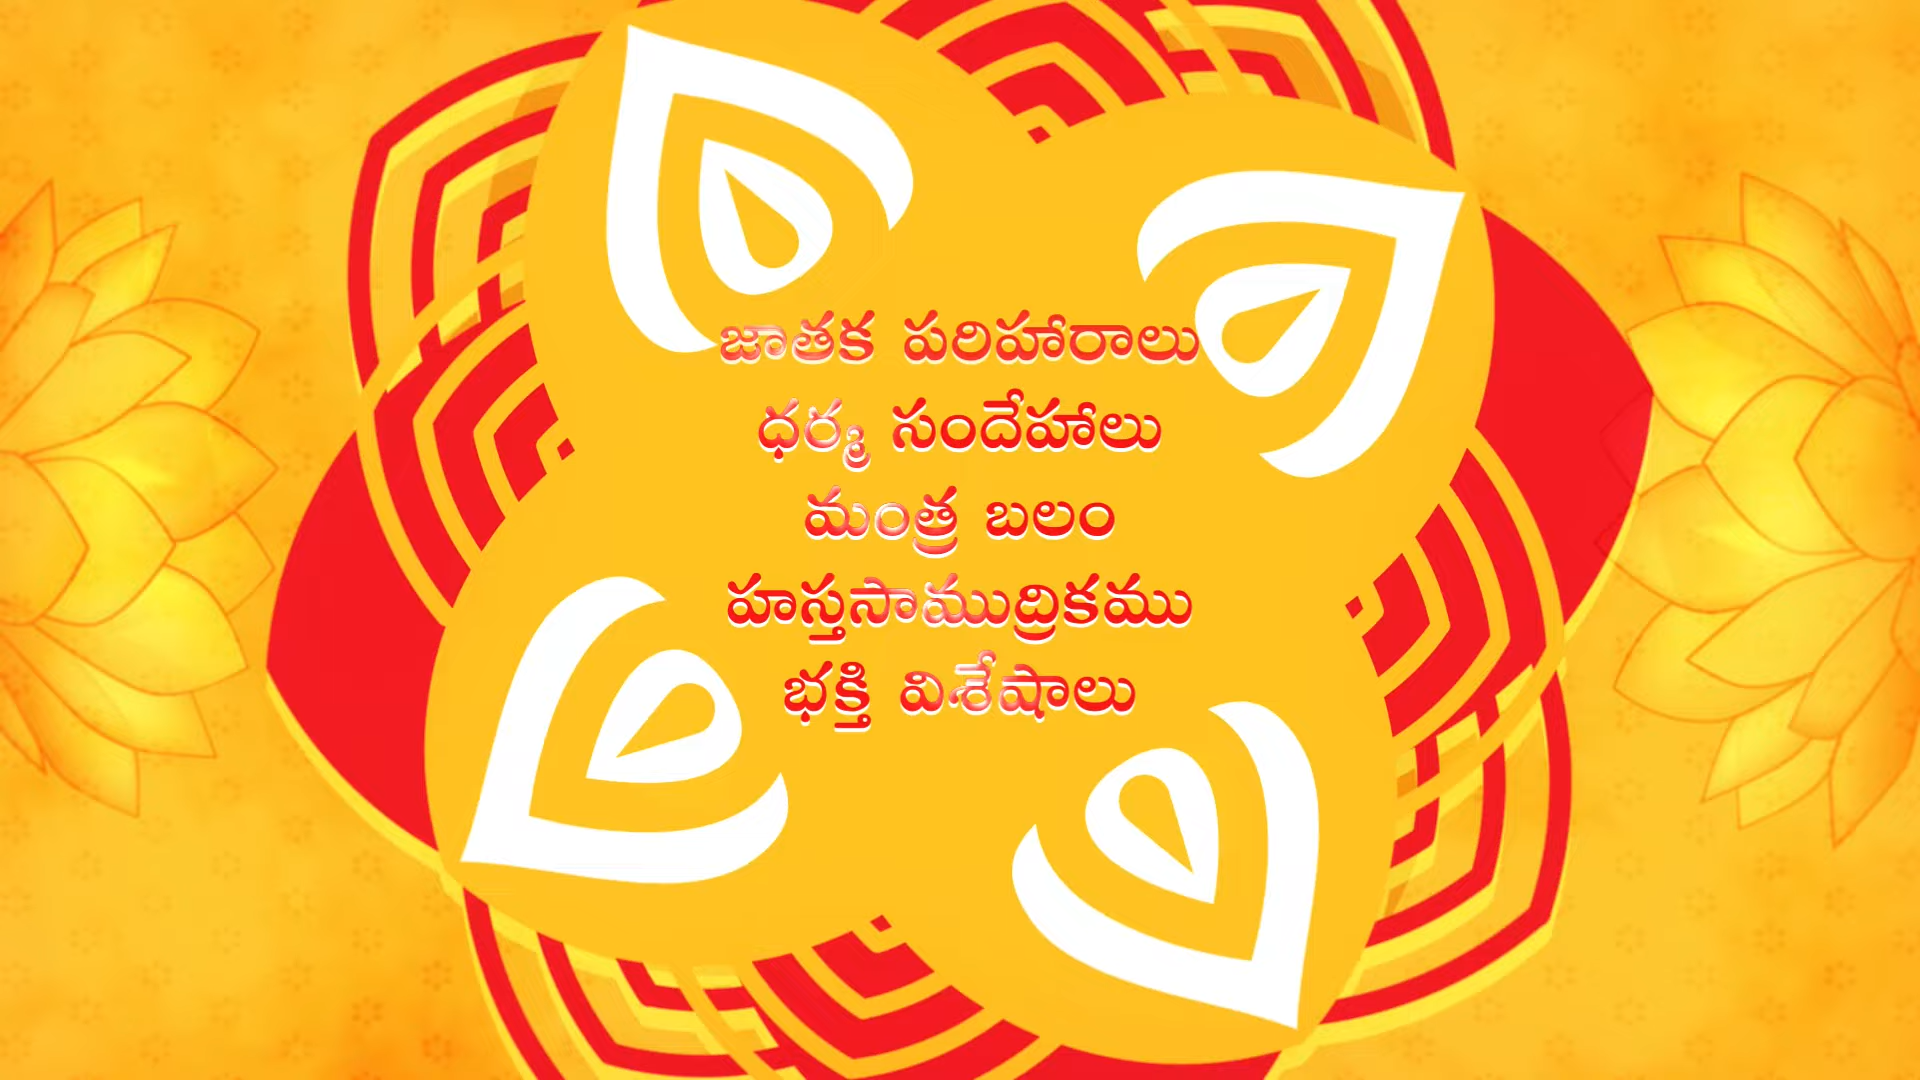 జాతక పరిహారాలు
ధర్మ సందేహాలు
మంత్ర బలం
హస్తసాముద్రికము
భక్తి విశేషాలు